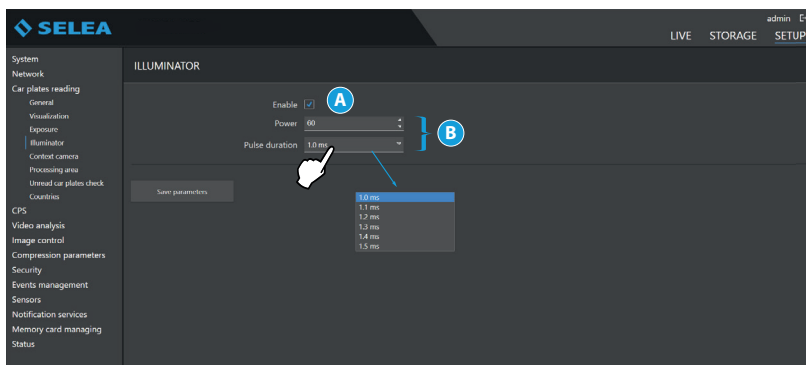 SELEA
admin
LIVE STORAGE SETUP
System
Network
Car plates reading
General
Visualization
Exposure
Illuminator
Context camera
Processing area
Unread car plates check
Countries
CPS
Video analysis
Image control
Compression parameters
Security
Events management
Sensors
Notification services
Memory card managing
Status
ILLUMINATOR
Enable A
Power 60
B
Pulse duration 1.0 ms
Save parameters
1.0 ms
1.1 ms
1.2 ms
1.3 ms
1.4 ms
1.5 ms